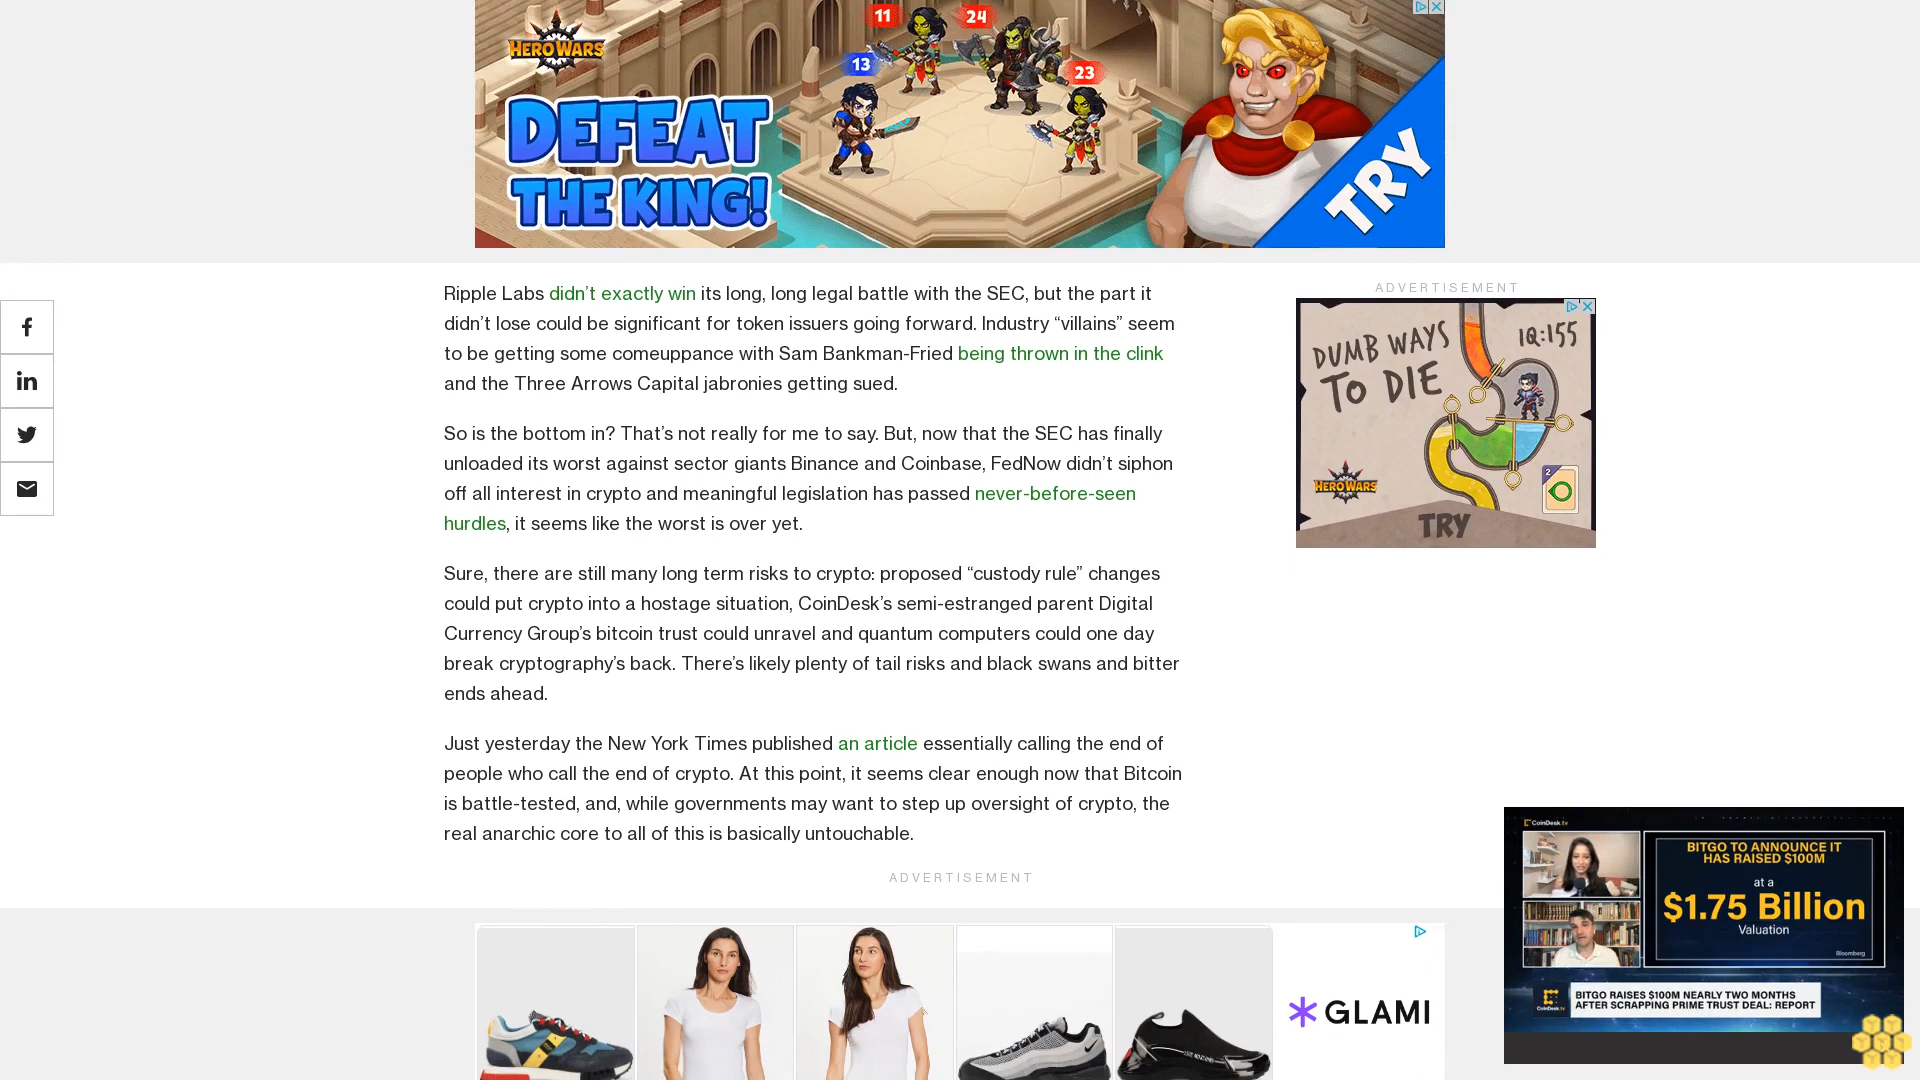 HERO WARS
DEFEAT
THE KING!
11
24
13
23
TRY
Ripple Labs didn’t exactly win its long, long legal battle with the SEC, but the part it
didn’t lose could be significant for token issuers going forward. Industry “villains” seem
to be getting some comeuppance with Sam Bankman-Fried being thrown in the clink
and the Three Arrows Capital jabronies getting sued.
So is the bottom in? That’s not really for me to say. But, now that the SEC has finally
unloaded its worst against sector giants Binance and Coinbase, FedNow didn’t siphon
off all interest in crypto and meaningful legislation has passed never-before-seen
hurdles, it seems like the worst is over yet.
Sure, there are still many long term risks to crypto: proposed “custody rule” changes
could put crypto into a hostage situation, CoinDesk’s semi-estranged parent Digital
Currency Group’s bitcoin trust could unravel and quantum computers could one day
break cryptography’s back. There’s likely plenty of tail risks and black swans and bitter
ends ahead.
Just yesterday the New York Times published an article essentially calling the end of
people who call the end of crypto. At this point, it seems clear enough now that Bitcoin
is battle-tested, and, while governments may want to step up oversight of crypto, the
real anarchic core to all of this is basically untouchable.
ADVERTISEMENT
DUMB WAYS
TO DIE
IQ:155
HERO WARS
2
TRY
ADVERTISEMENT
GLAMI
CoinDesk.tv
BITGO TO ANNOUNCE IT
HAS RAISED $100M
at a
$1.75 Billion
Valuation
Bloomberg
CoinDesk.tv
BITGO RAISES $100M NEARLY TWO MONTHS
AFTER SCRAPPING PRIME TRUST DEAL: REPORT